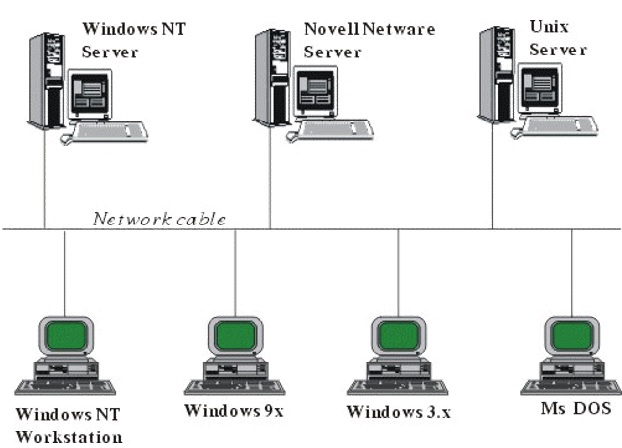 Windows NT
Server
Novell Netware
Server
Unix
Server
Network cable
Windows NT
Workstation
Windows 9x
Windows 3.x
Ms DOS